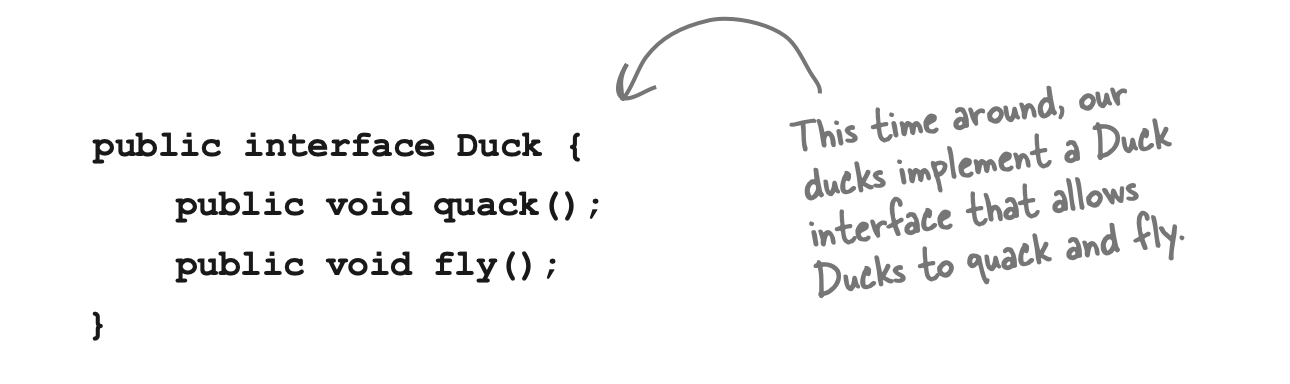 public interface Duck {
public void quack();
public void fly();
}
This time around, our
ducks implement a Duck
interface that allows
Ducks to quack and fly.